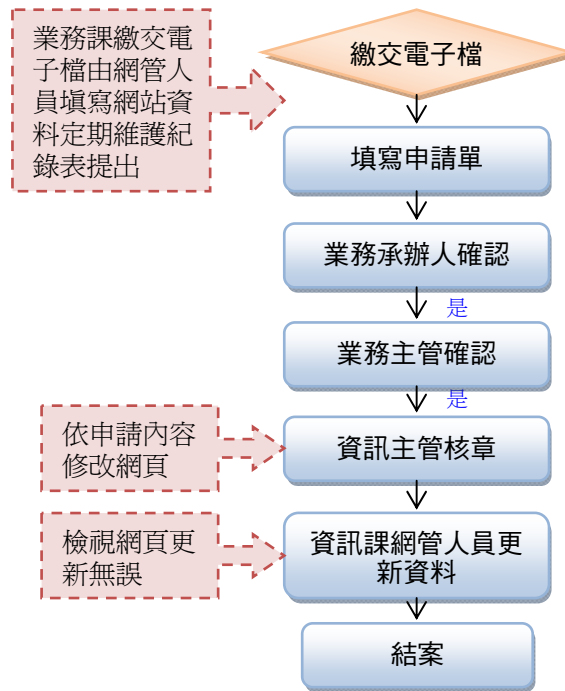 業務課繳交電
子檔由網管人
員填寫網站資
料定期維護紀
錄表提出
繳交電子檔
填寫申請單
業務承辦人確認
是
業務主管確認
是
依申請內容
修改網頁
資訊主管核章
檢視網頁更
新無誤
資訊課網管人員更
新資料
結案